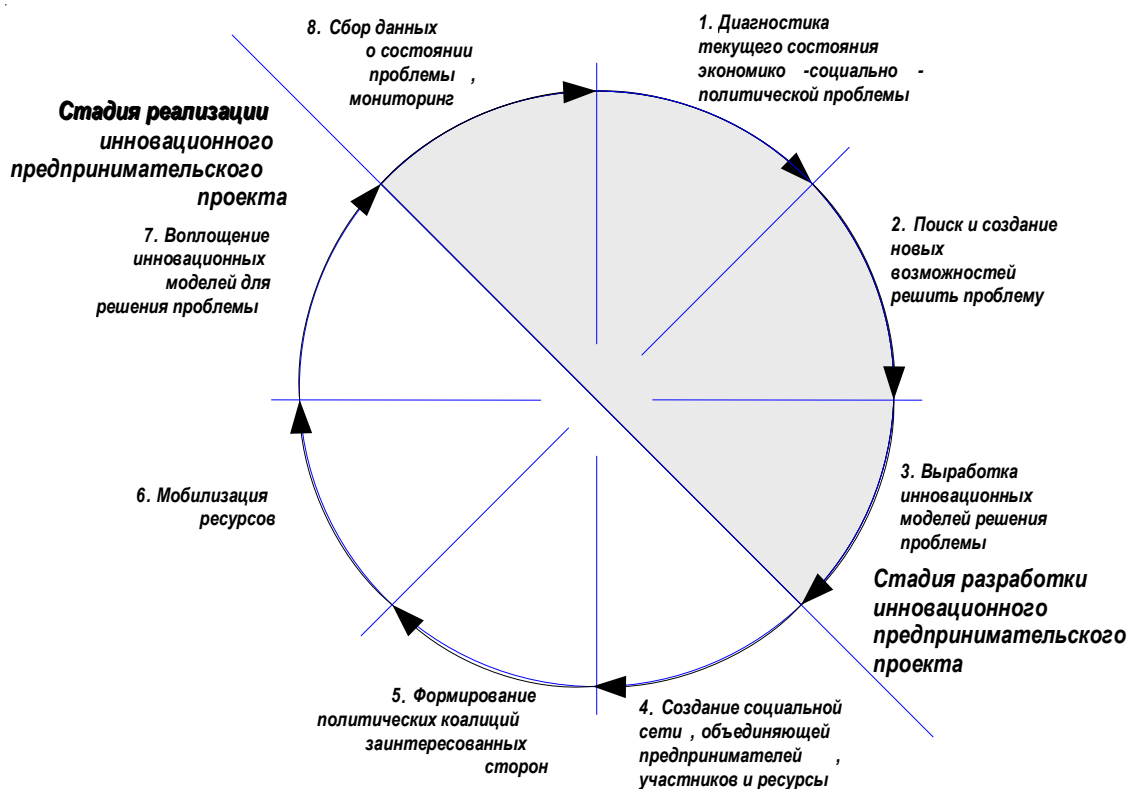 8. Сбор данных
о состоянии
проблемы ,
мониторинг
1. Диагностика
текущего состояния
экономико -социально -
политической проблемы
Стадия реализации
инновационного
предпринимательского
проекта
2. Поиск и создание
новых
возможностей
решить проблему
7. Воплощение
инновационных
моделей для
решения проблемы
3. Выработка
инновационных
моделей решения
проблемы
6. Мобилизация
ресурсов
Стадия разработки
инновационного
предпринимательского
проекта
5. Формирование
политических коалиций
заинтересованных
сторон
4. Создание социальной
сети , объединяющей
предпринимателей ,
участников и ресурсы